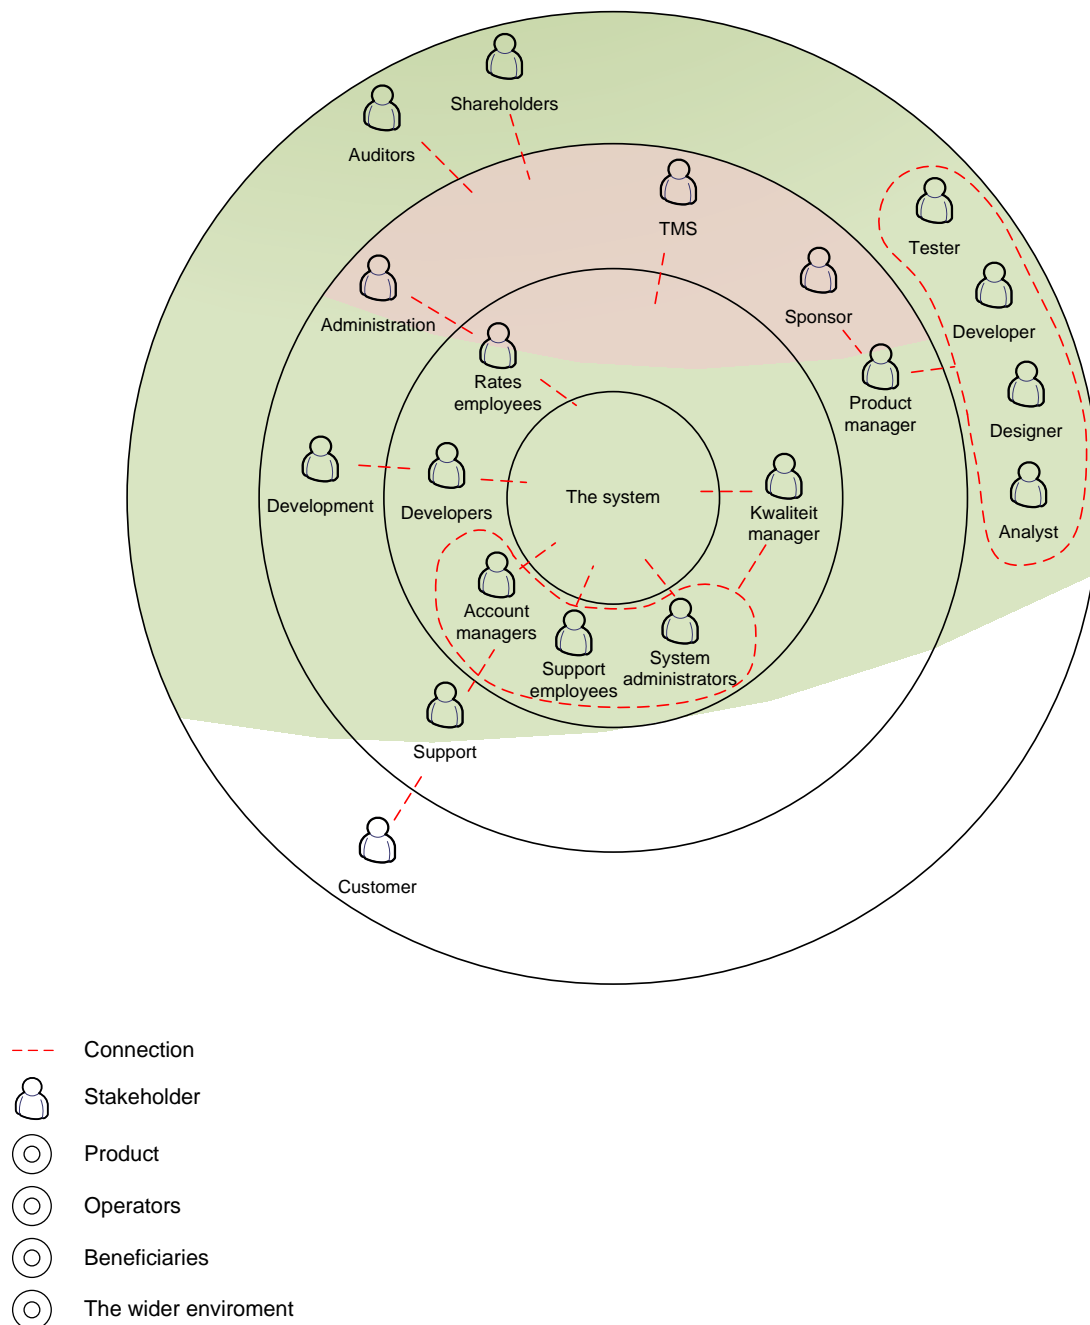 Shareholders
Auditors
TMS
Tester
Administration
Sponsor
Developer
Rates
employees
Product
manager
Designer
Development
Developers
The system
Kwaliteit
manager
Analyst
Account
managers
Support
employees
System
administrators
Support
Customer
Connection
Stakeholder
Product
Operators
Beneficiaries
The wider enviroment